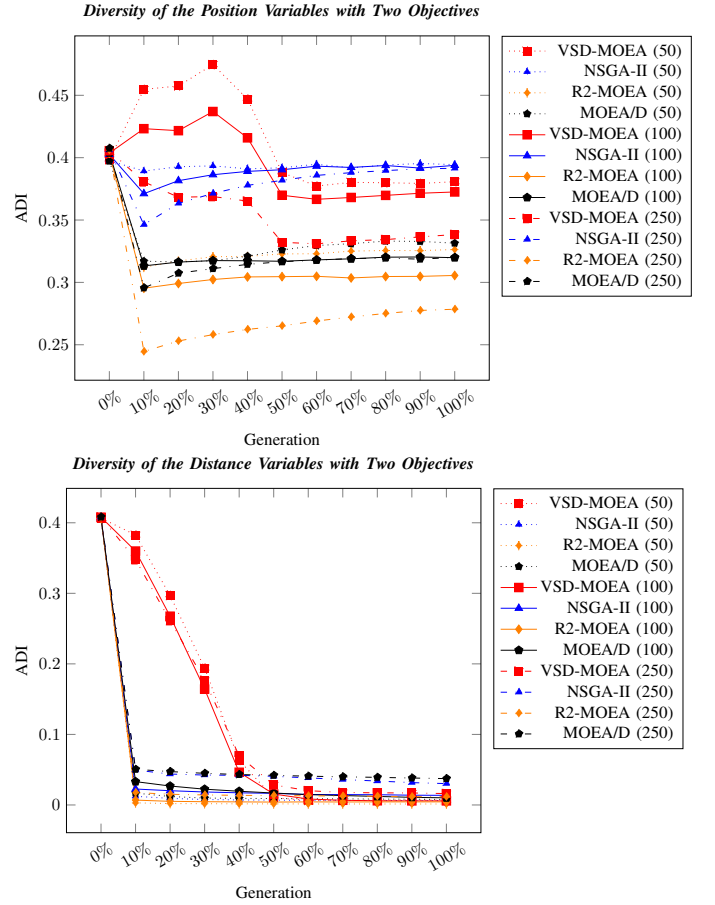 Diversity of the Position Variables with Two Objectives
0.45
0.4
0.35
0.3
0.25
ADI
0%
10%
20%
30%
40%
50%
60%
70%
80%
90%
100%
Generation
VSD-MOEA (50)
NSGA-II (50)
R2-MOEA (50)
MOEA/D (50)
VSD-MOEA (100)
NSGA-II (100)
R2-MOEA (100)
MOEA/D (100)
VSD-MOEA (250)
NSGA-II (250)
R2-MOEA (250)
MOEA/D (250)
Diversity of the Distance Variables with Two Objectives
0.4
0.3
0.2
0.1
0
ADI
0%
10%
20%
30%
40%
50%
60%
70%
80%
90%
100%
Generation
VSD-MOEA (50)
NSGA-II (50)
R2-MOEA (50)
MOEA/D (50)
VSD-MOEA (100)
NSGA-II (100)
R2-MOEA (100)
MOEA/D (100)
VSD-MOEA (250)
NSGA-II (250)
R2-MOEA (250)
MOEA/D (250)